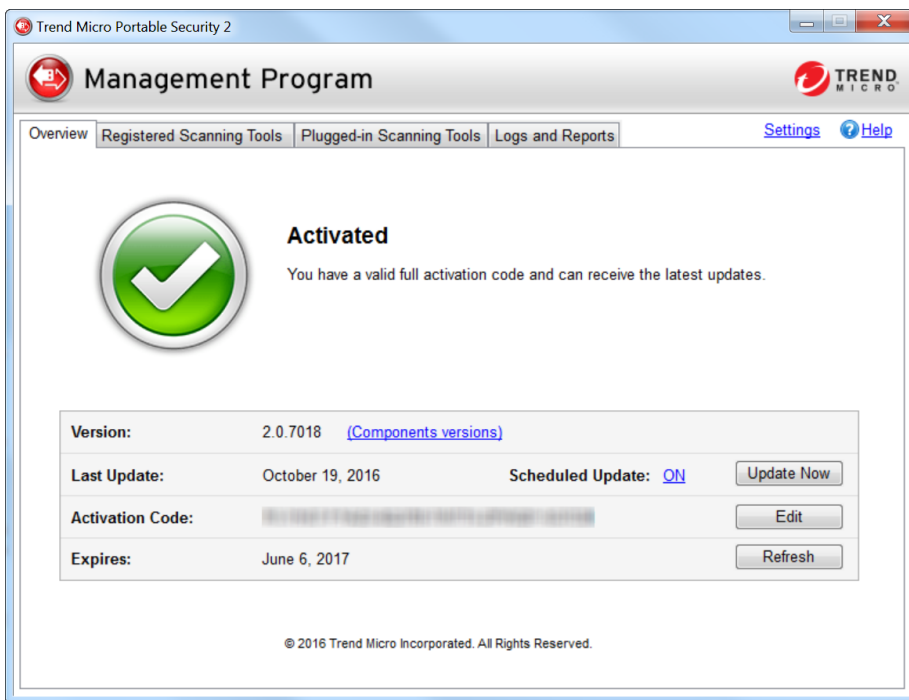 Trend Micro Portable Security 2
Management Program
TREND
MICRO
Overview Registered Scanning Tools Plugged-in Scanning Tools Logs and Reports Settings ? Help
Activated
You have a valid full activation code and can receive the latest updates.
Version: 2.0.7018 (Components versions)
Last Update: October 19, 2016 Scheduled Update: ON Update Now
Activation Code: Edit
Expires: June 6, 2017 Refresh
© 2016 Trend Micro Incorporated. All Rights Reserved.